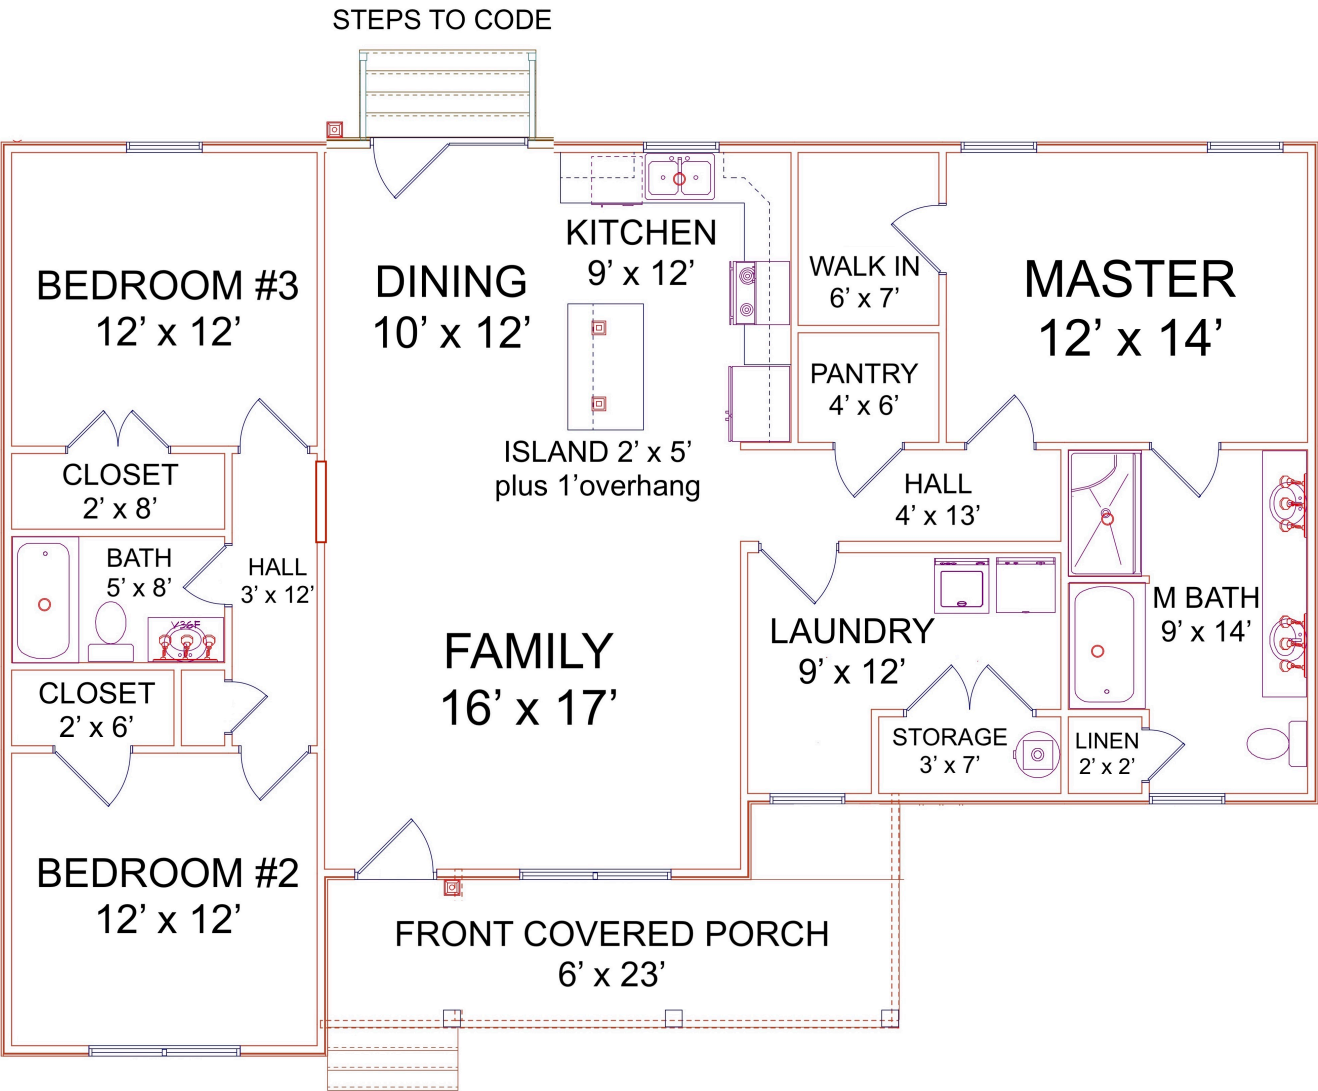 STEPS TO CODE
BEDROOM #3
12’ x 12’
DINING
10’ x 12’
KITCHEN
9’ x 12’
WALK IN
6’ x 7’
MASTER
12’ x 14’
PANTRY
4’ x 6’
ISLAND 2’ x 5’
plus 1’overhang
CLOSET
2’ x 8’
HALL
4’ x 13’
BATH
5’ x 8’
V36F
HALL
3’ x 12’
M BATH
9’ x 14’
LAUNDRY
9’ x 12’
FAMILY
16’ x 17’
CLOSET
2’ x 6’
STORAGE
3’ x 7’
LINEN
2’ x 2’
BEDROOM #2
12’ x 12’
FRONT COVERED PORCH
6’ x 23’